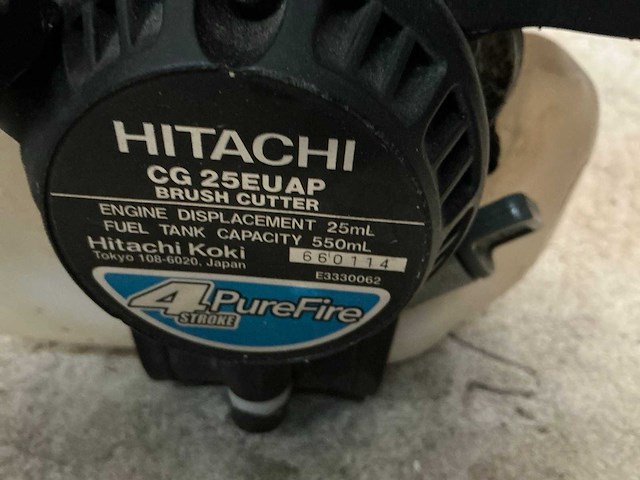 HITACHI
CG 25EUAP
BRUSH CUTTER
ENGINE DISPLACEMENT 25mL
FUEL TANK CAPACITY 550mL
Hitachi Koki 660114
Tokyo 108-6020, Japan
E3330062
4 PureFire
STROKE